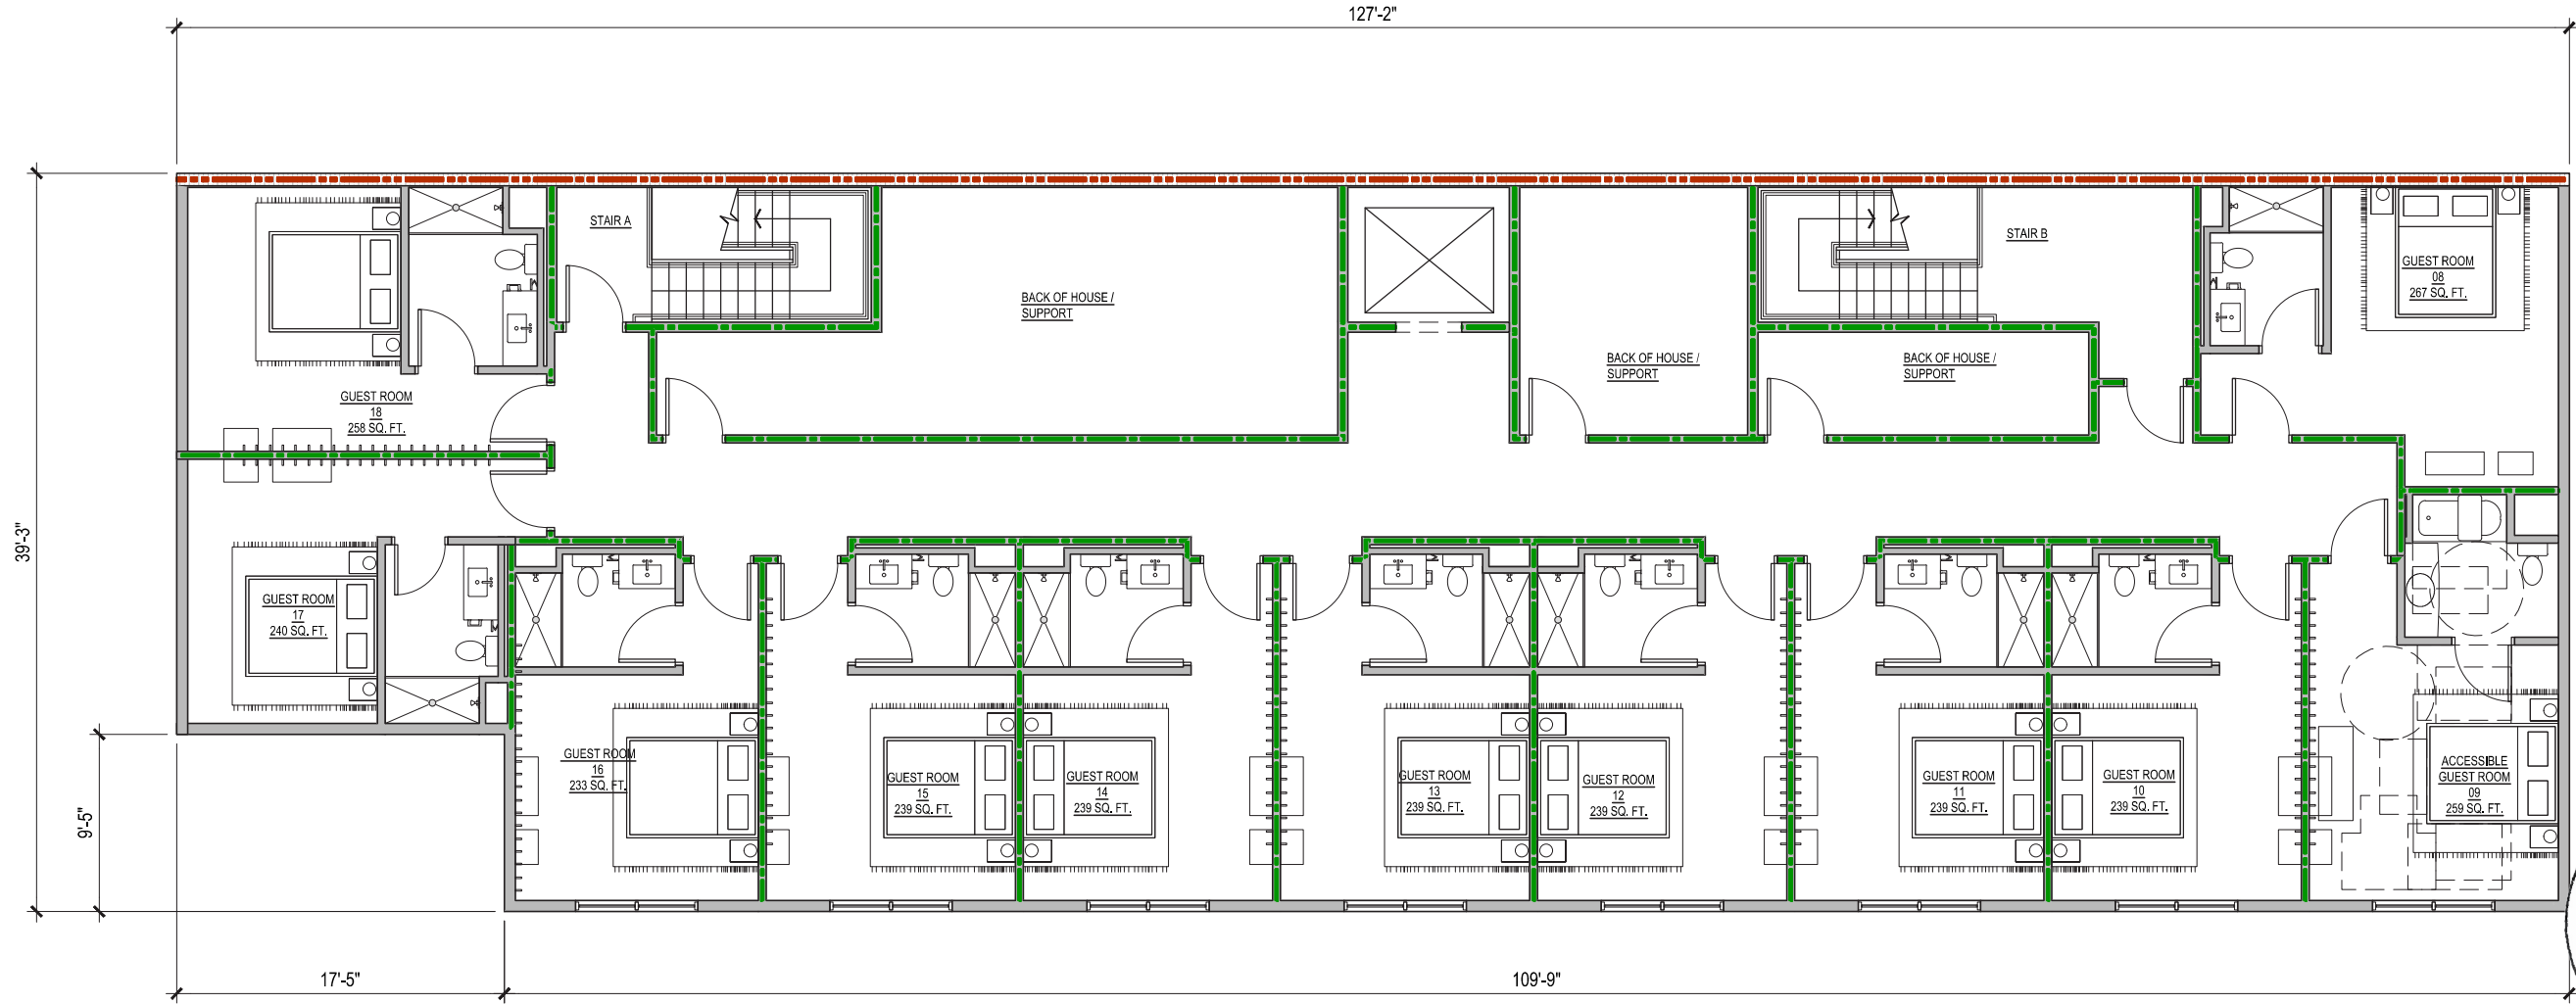 127'-2"
STAIR A
STAIR B
GUEST ROOM
08
267 SQ. FT.
BACK OF HOUSE /
SUPPORT
BACK OF HOUSE /
SUPPORT
BACK OF HOUSE /
SUPPORT
GUEST ROOM
18
258 SQ. FT.
39'-3"
GUEST ROOM
17
240 SQ. FT.
9'-5"
GUEST ROOM
16
233 SQ. FT.
GUEST ROOM
15
239 SQ. FT.
GUEST ROOM
14
239 SQ. FT.
GUEST ROOM
13
239 SQ. FT.
GUEST ROOM
12
239 SQ. FT.
GUEST ROOM
11
239 SQ. FT.
GUEST ROOM
10
239 SQ. FT.
ACCESSIBLE
GUEST ROOM
09
259 SQ. FT.
17'-5"
109'-9"